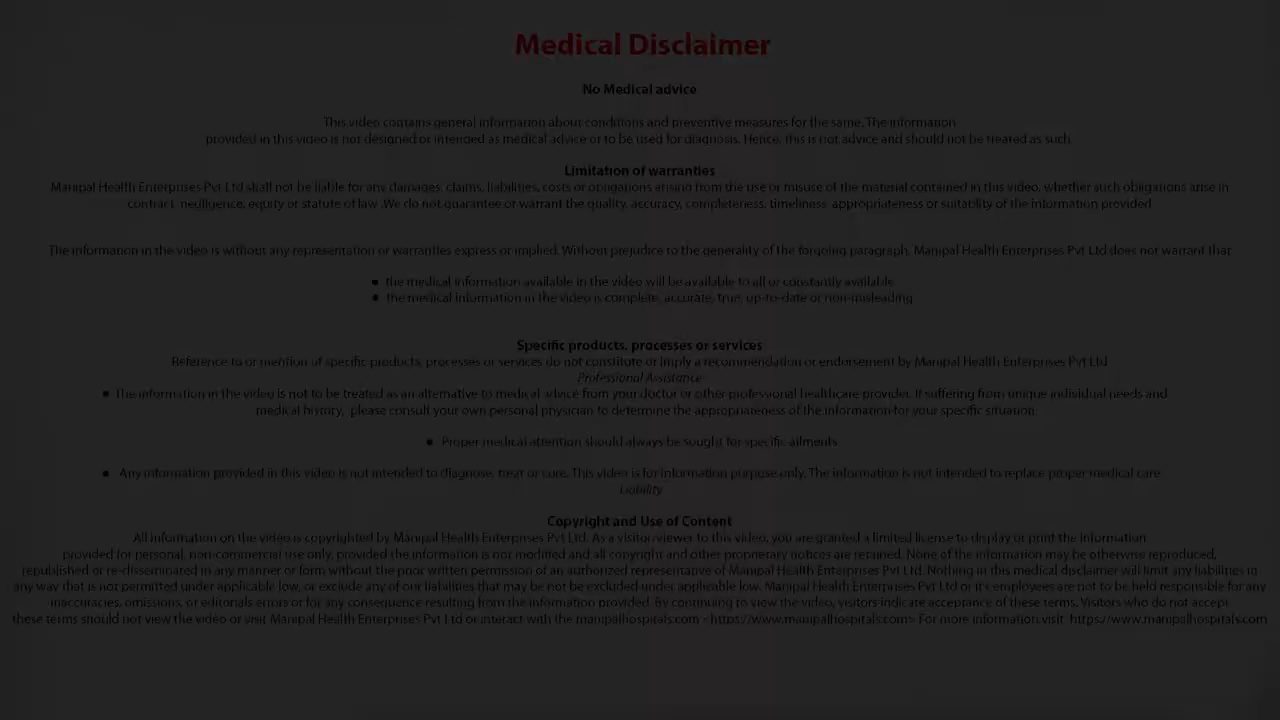 Medical Disclaimer
No Medical advice
This video contains general information about conditions and preventive measures for the same. The information
provided in this video is not designed or intended as medical advice or to be used for diagnosis. Hence, this is not advice and should not be treated as such.
Limitation of warranties
Manipal Health Enterprises Pvt Ltd shall not be liable for any damages, claims, liabilities, costs or obligations arising from the use or misuse of the material contained in this video, whether such obligations arise in
contract, negligence, equity or statute of law .We do not guarantee or warrant the quality, accuracy, completeness, timeliness, appropriateness or suitablity of the information provided
The information in the video is without any representation or warranties express or implied. Without prejudice to the generality of the forgoing paragraph, Manipal Health Enterprises Pvt Ltd does not warrant that
● the medical information available in the video will be available to all or constantly available
● the medical information in the video is complete, accurate, true, up-to-date or non-misleading
Specific products, processes or services
Reference to or mention of specific products, processes or services do not constitute or imply a recommendation or endorsement by Manipal Health Enterprises Pvt Ltd
Professional Assistance
● The information in the video is not to be treated as an alternative to medical advice from your doctor or other professional healthcare provider. If suffering from unique individual needs and
medical history, please consult your own personal physician to determine the appropriateness of the information for your specific situation.
● Proper medical attention should always be sought for specific ailments
● Any information provided in this video is not intended to diagnose, treat or cure. This video is for information purpose only. The information is not intended to replace proper medical care
Liability
Copyright and Use of Content
All information on the video is copyrighted by Manipal Health Enterprises Pvt Ltd. As a visitor/viewer to this video, you are granted a limited license to display or print the information
provided for personal, non-commercial use only, provided the information is not modified and all copyright and other proprietary notices are retained. None of the information may be otherwise reproduced,
republished or re-disseminated in any manner or form without the prior written permission of an authorized representative of Manipal Health Enterprises Pvt Ltd. Nothing in this medical disclaimer will limit any liabilities in
any way that is not permitted under applicable low, or exclude any of our liabilities that may be not be excluded under applicable low. Manipal Health Enterprises Pvt Ltd or it's employees are not to be held responsible for any
inaccuracies, omissions, or editorials errors or for any consequence resulting from the information provided. By continuing to view the video, visitors indicate acceptance of these terms. Visitors who do not accept
these terms should not view the video or visit Manipal Health Enterprises Pvt Ltd or interact with the manipalhospitals.com <https://www.manipalhospitals.com> For more information visit https://www.manipalhospitals.com